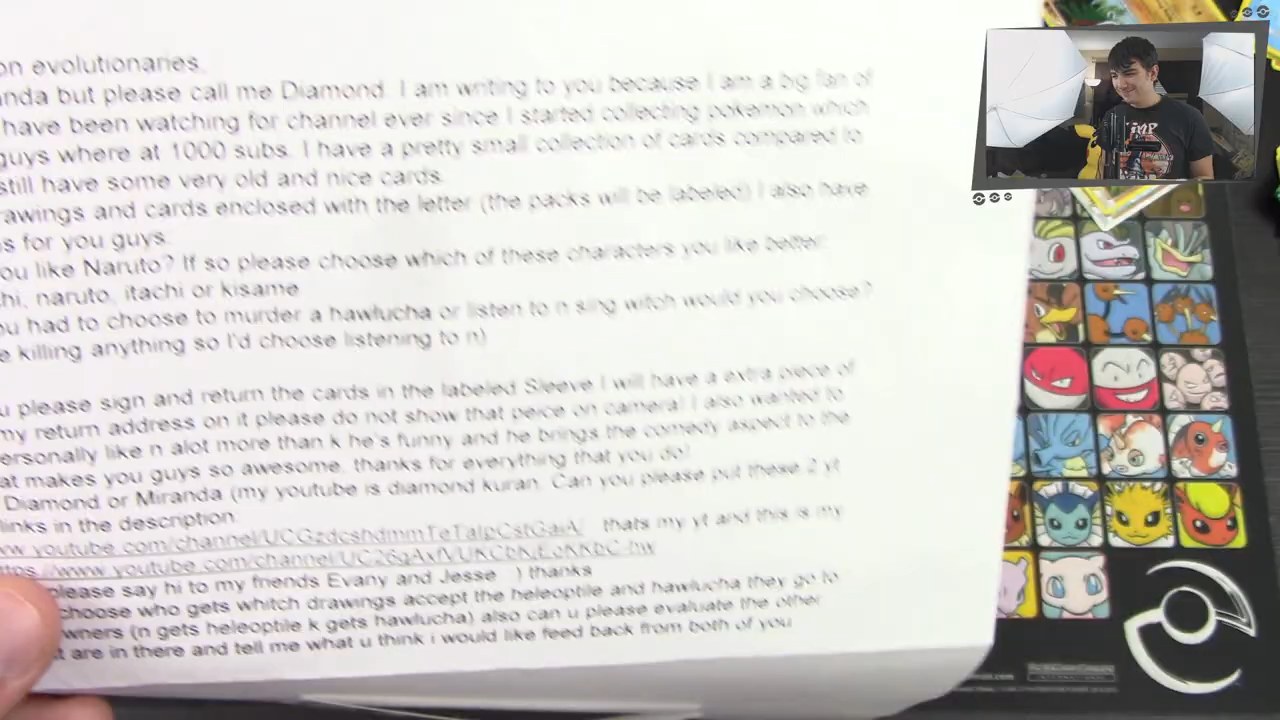 on evolutionaries,
anda but please call me Diamond. I am writing to you because I am a big fan of
have been watching for channel ever since I started collecting pokemon which
guys where at 1000 subs. I have a pretty small collection of cards compared to
still have some very old and nice cards.
rawings and cards enclosed with the letter (the packs will be labeled) I also have
s for you guys.
ou like Naruto? If so please choose which of these characters you like better:
chi, naruto, itachi or kisame
ou had to choose to murder a hawlucha or listen to n sing witch would you choose?
e killing anything so I'd choose listening to n)
u please sign and return the cards in the labeled Sleeve I will have a extra piece of
my return address on it please do not show that peice on camera! I also wanted to
ersonally like n alot more than k he's funny and he brings the comedy aspect to the
at makes you guys so awesome, thanks for everything that you do!
Diamond or Miranda (my youtube is diamond kuran. Can you please put these 2 yt
links in the description
thats my yt and this is my
please say hi to my friends Evany and Jesse :) thanks
choose who gets whitch drawings accept the heleoptile and hawlucha they go to
owners (n gets heleoptile k gets hawlucha) also can u please evaluate the other
t are in there and tell me what u think i would like feed back from both of you